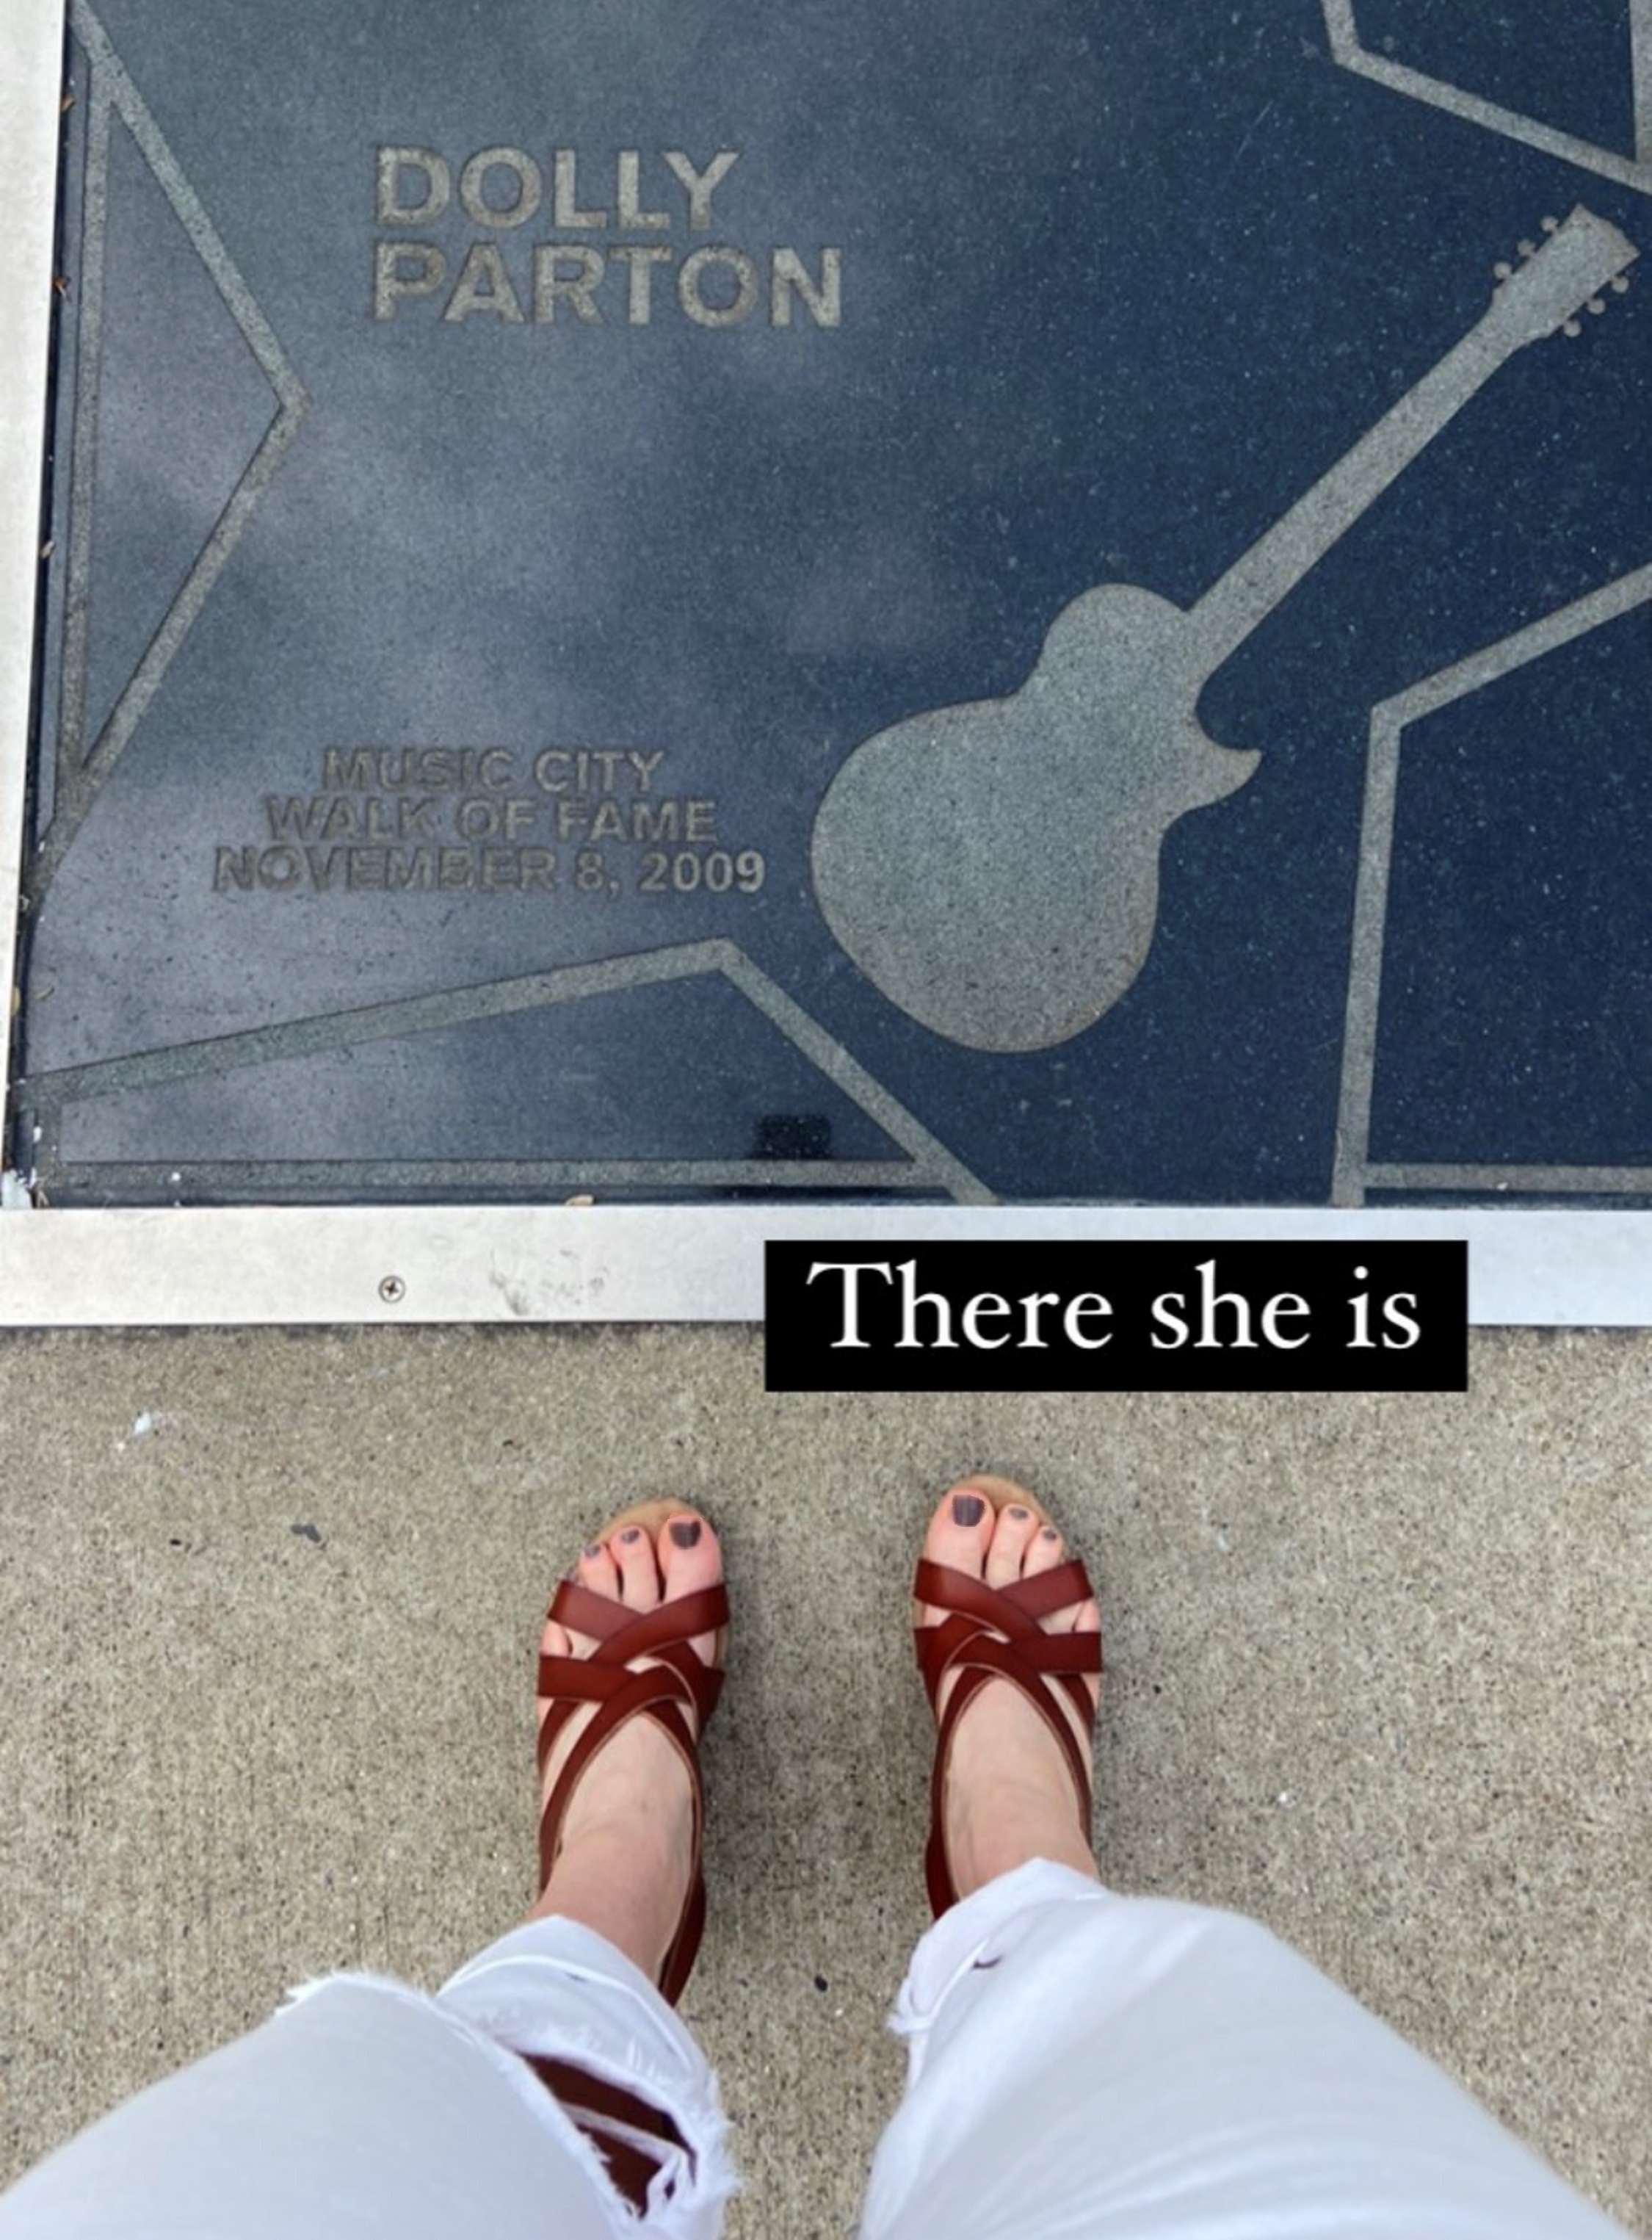 DOLLY
PARTON
MUSIC CITY
WALK OF FAME
NOVEMBER 8, 2009
There she is